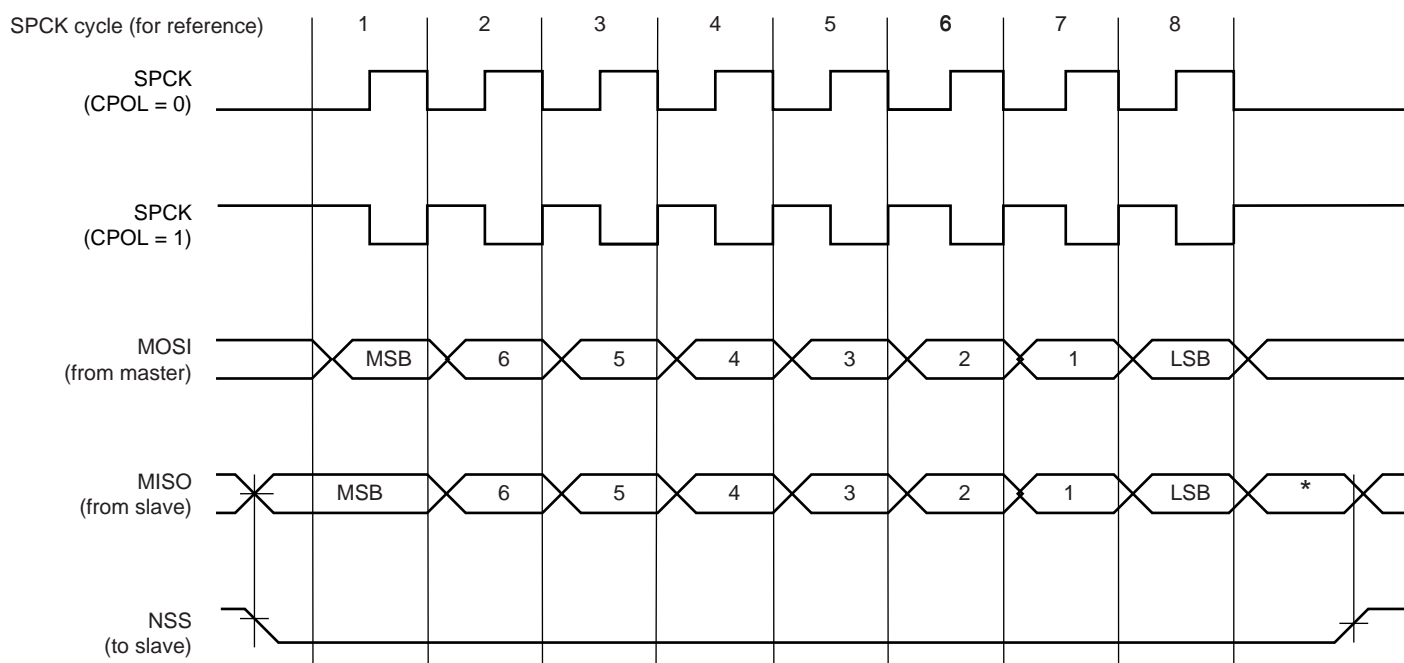 SPCK cycle (for reference) 1 2 3 4 5 6 7 8
SPCK
(CPOL = 0)
SPCK
(CPOL = 1)
MOSI
(from master)
MSB 6 5 4 3 2 1 LSB
MISO
(from slave)
MSB 6 5 4 3 2 1 LSB *
NSS
(to slave)